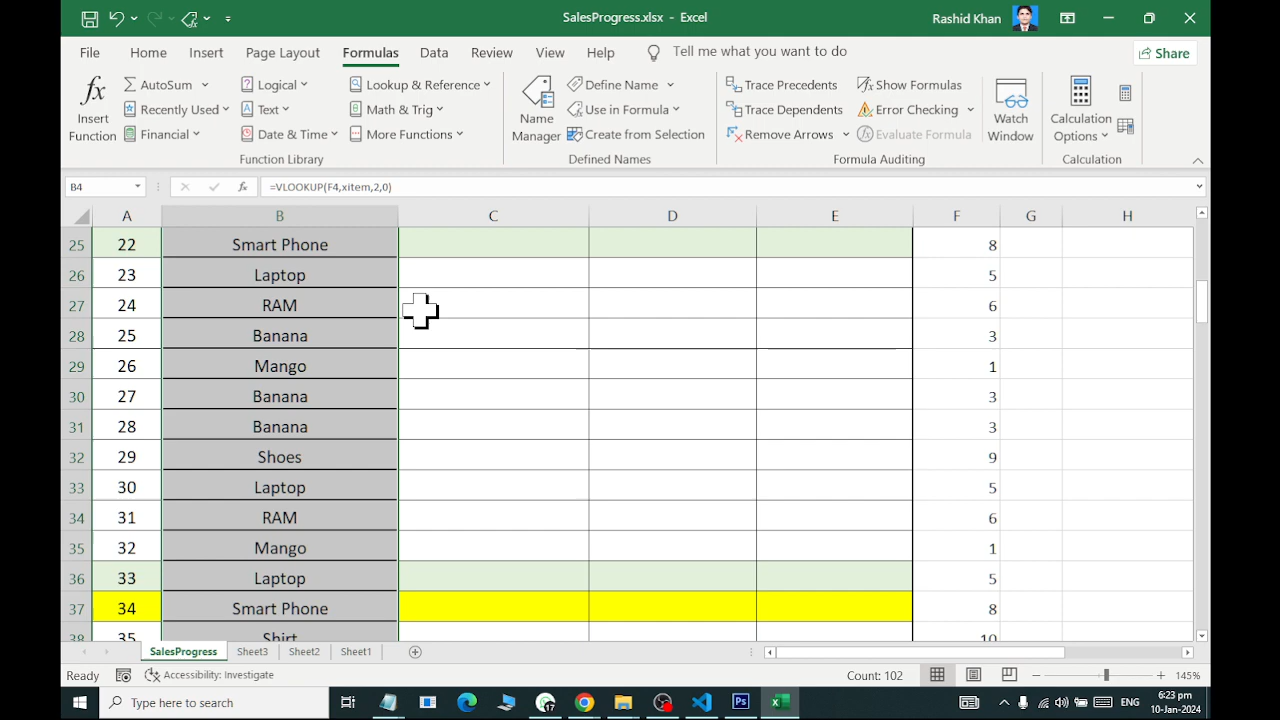 SalesProgress.xlsx - Excel
Rashid Khan
File Home Insert Page Layout Formulas Data Review View Help Tell me what you want to do Share
fx Insert Function
AutoSum
Recently Used
Financial
Logical
Text
Date & Time
Lookup & Reference
Math & Trig
More Functions
Function Library
Name Manager
Define Name
Use in Formula
Create from Selection
Defined Names
Trace Precedents
Trace Dependents
Remove Arrows
Show Formulas
Error Checking
Evaluate Formula
Formula Auditing
Watch Window
Calculation Options
Calculation
B4 fx =VLOOKUP(F4,xitem,2,0)
A B C D E F G H
25 22 Smart Phone 8
26 23 Laptop 5
27 24 RAM 6
28 25 Banana 3
29 26 Mango 1
30 27 Banana 3
31 28 Banana 3
32 29 Shoes 9
33 30 Laptop 5
34 31 RAM 6
35 32 Mango 1
36 33 Laptop 5
37 34 Smart Phone 8
38 35 Shirt 10
SalesProgress Sheet3 Sheet2 Sheet1
Ready Accessibility: Investigate Count: 102 145%
Type here to search
17
Ps
ENG
6:23 pm
10-Jan-2024